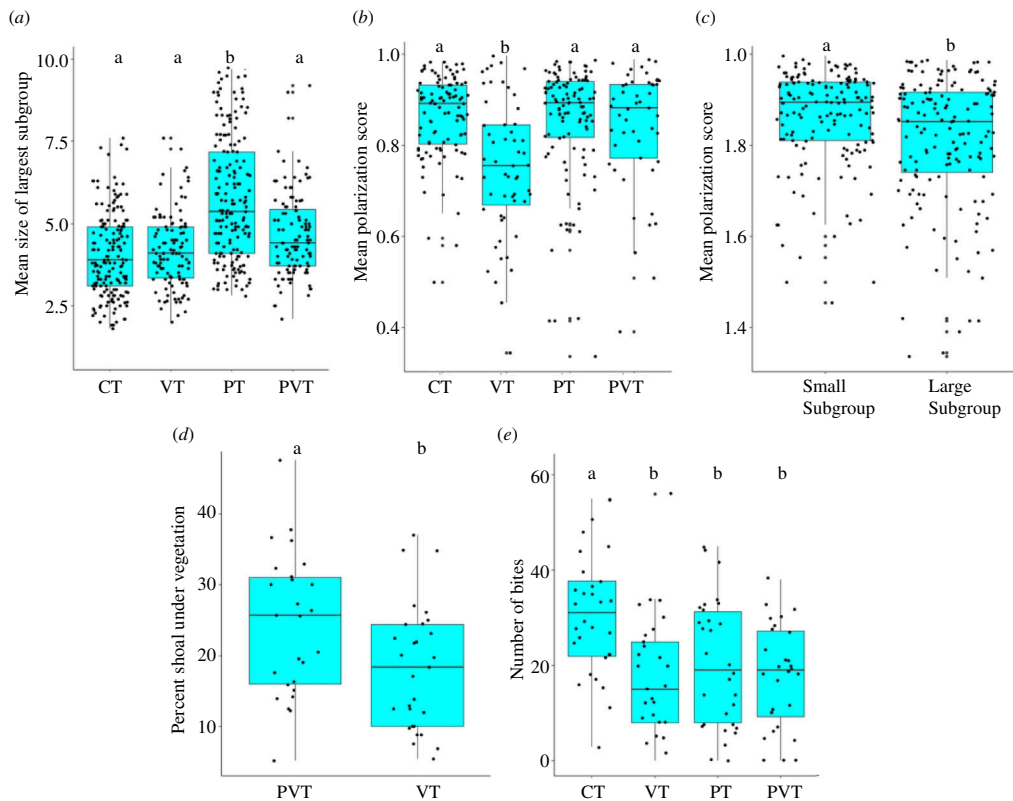 (a)
(b)
(c)
a a b a
a b a a
a b
10.0
7.5
5.0
2.5
Mean size of largest subgroup
CT VT PT PVT
1.0
0.8
0.6
0.4
Mean polarization score
CT VT PT PVT
1.0
1.8
1.6
1.4
Mean polarization score
Small Subgroup
Large Subgroup
(d)
(e)
a b
a b b b
40
30
20
10
Percent shoal under vegetation
PVT VT
60
40
20
0
Number of bites
CT VT PT PVT